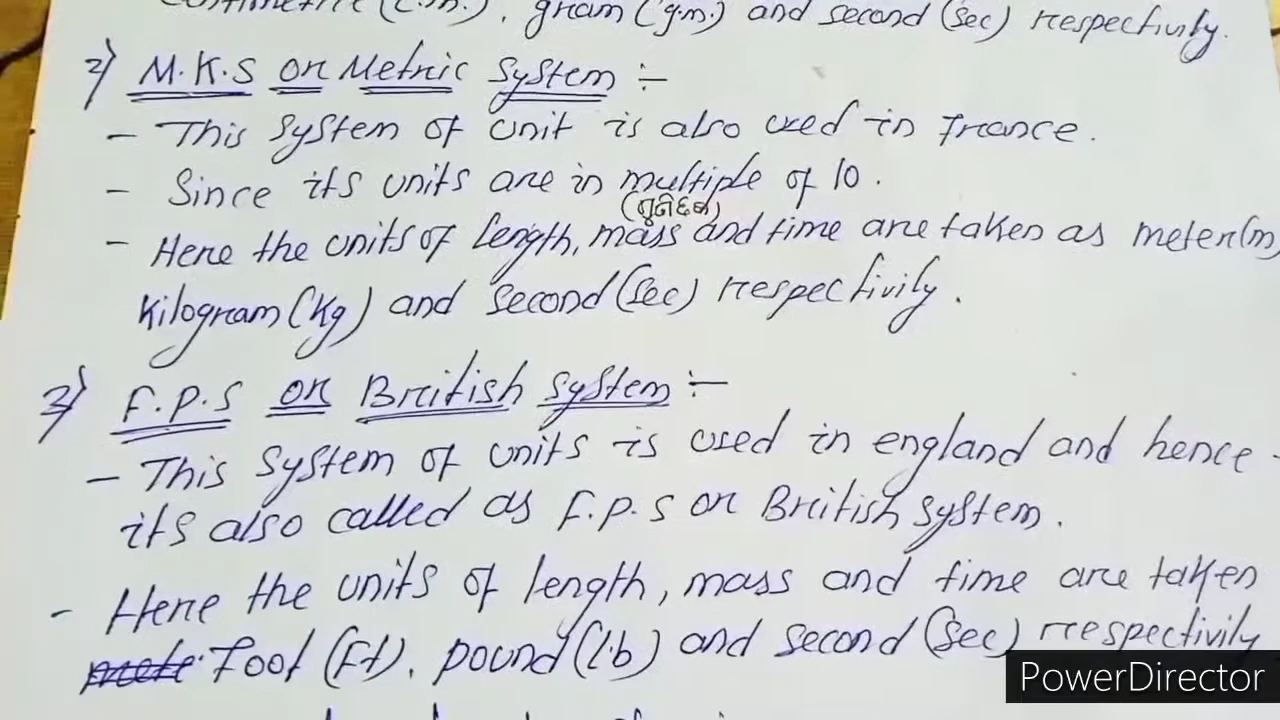 centimetre (c.m.), gram (g.m.) and second (sec) respectivily.
2) M.K.S or Metric System :-
- This system of unit is also used in france.
- Since its units are in multiple of 10.
(ଗୁଣିତକ)
- Here the units of length, mass and time are taken as meter(m)
Kilogram (Kg) and second (sec) respectivily.
3) F.P.S or British System :-
- This system of units is used in england and hence
its also called as F.P.S or British system.
- Here the units of length, mass and time are taken
Foot (ft), pound (l.b) and second (sec) respectivily
PowerDirector